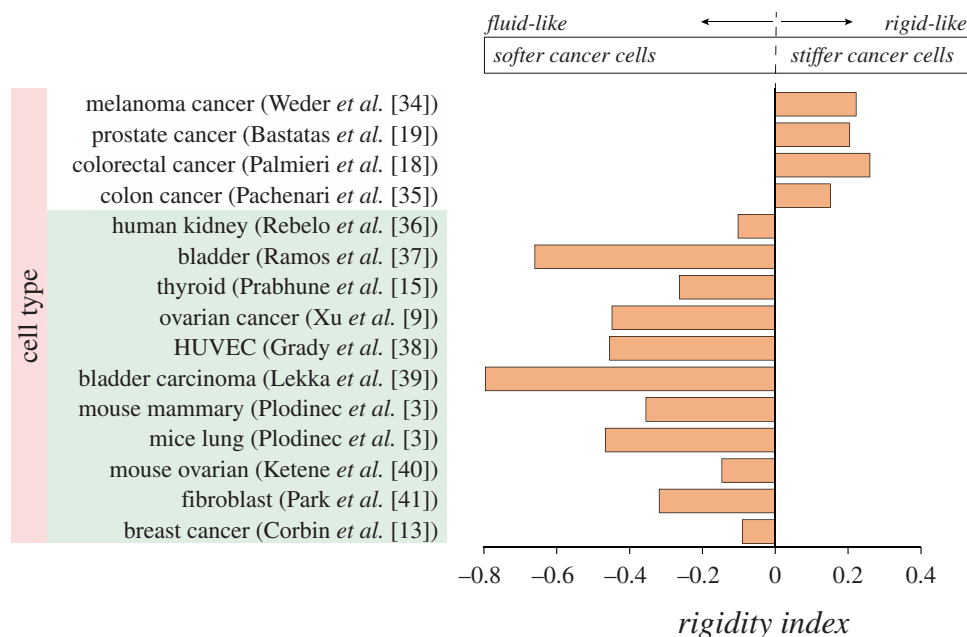 fluid-like rigid-like
softer cancer cells stiffer cancer cells
melanoma cancer (Weder et al. [34])
prostate cancer (Bastatas et al. [19])
colorectal cancer (Palmieri et al. [18])
colon cancer (Pachenari et al. [35])
human kidney (Rebelo et al. [36])
bladder (Ramos et al. [37])
thyroid (Prabhune et al. [15])
ovarian cancer (Xu et al. [9])
HUVEC (Grady et al. [38])
bladder carcinoma (Lekka et al. [39])
mouse mammary (Plodinec et al. [3])
mice lung (Plodinec et al. [3])
mouse ovarian (Ketene et al. [40])
fibroblast (Park et al. [41])
breast cancer (Corbin et al. [13])
cell type
–0.8 –0.6 –0.4 –0.2 0 0.2 0.4
rigidity index